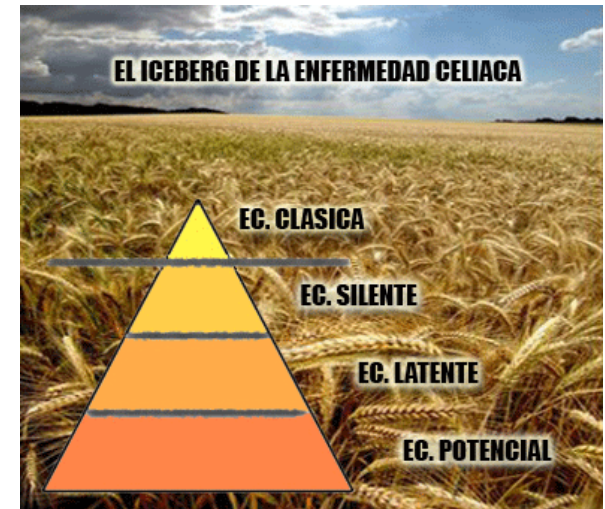 EL ICEBERG DE LA ENFERMEDAD CELIACA
EC. CLASICA
EC. SILENTE
EC. LATENTE
EC. POTENCIAL